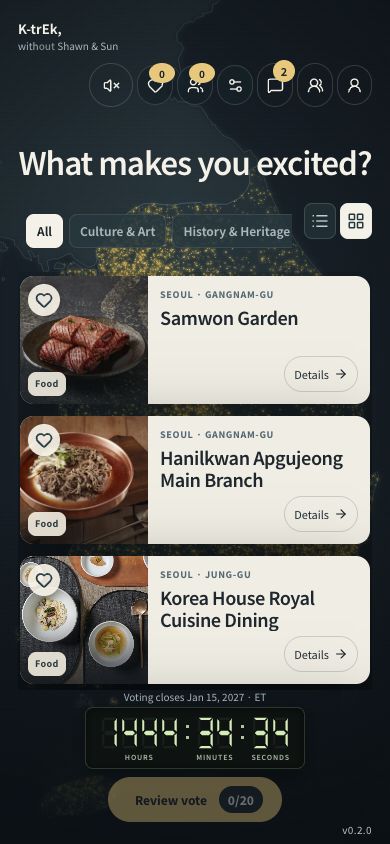 K-trEk,
without Shawn & Sun
0
0
2
What makes you excited?
All
Culture & Art
History & Heritage
SEOUL · GANGNAM-GU
Samwon Garden
Food
Details
SEOUL · GANGNAM-GU
Hanilkwan Apgujeong
Main Branch
Food
Details
SEOUL · JUNG-GU
Korea House Royal
Cuisine Dining
Food
Details
Voting closes Jan 15, 2027 · ET
1444:34:34
HOURS MINUTES SECONDS
Review vote 0/20
v0.2.0